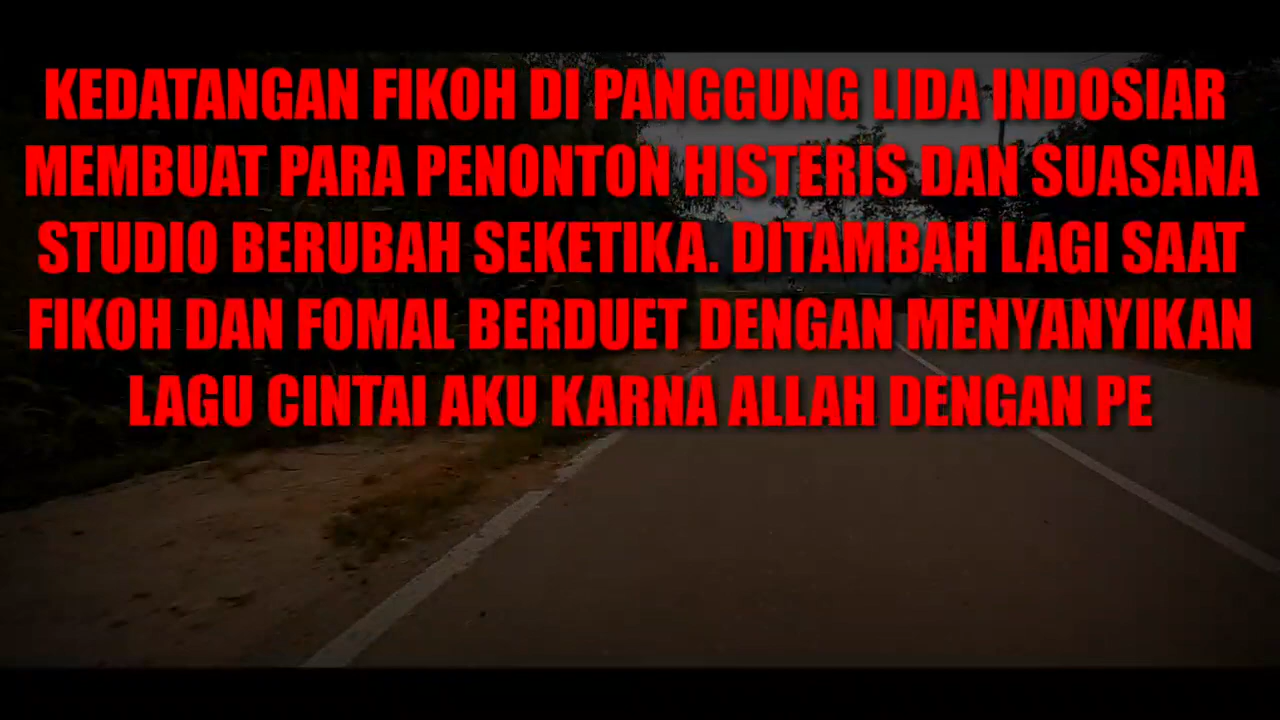 KEDATANGAN FIKOH DI PANGGUNG LIDA INDOSIAR
MEMBUAT PARA PENONTON HISTERIS DAN SUASANA
STUDIO BERUBAH SEKETIKA. DITAMBAH LAGI SAAT
FIKOH DAN FOMAL BERDUET DENGAN MENYANYIKAN
LAGU CINTAI AKU KARNA ALLAH DENGAN PE